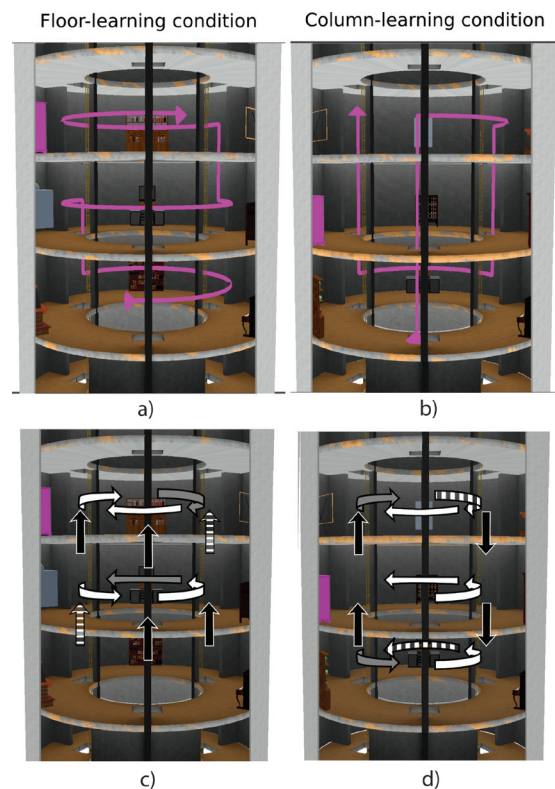 Floor-learning condition
Column-learning condition
a)
b)
c)
d)